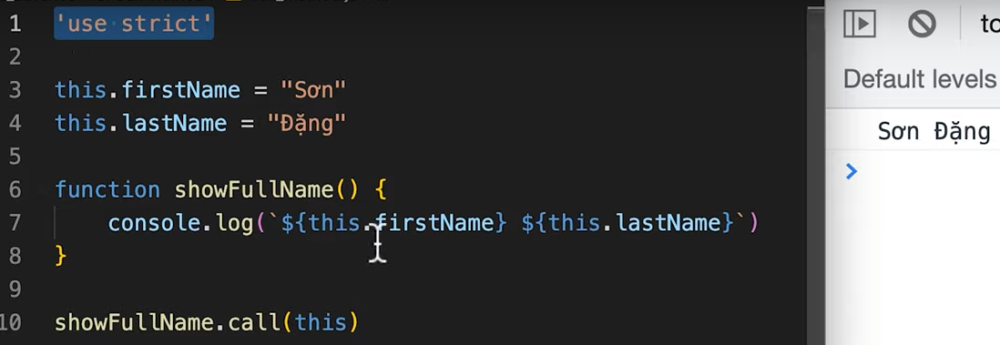 1 'use strict'
2
3 this.firstName = "Sơn"
4 this.lastName = "Đặng"
5
6 function showFullName() {
7 console.log(`${this.firstName} ${this.lastName}`)
8 }
9
10 showFullName.call(this)
to
Default levels
Sơn Đặng